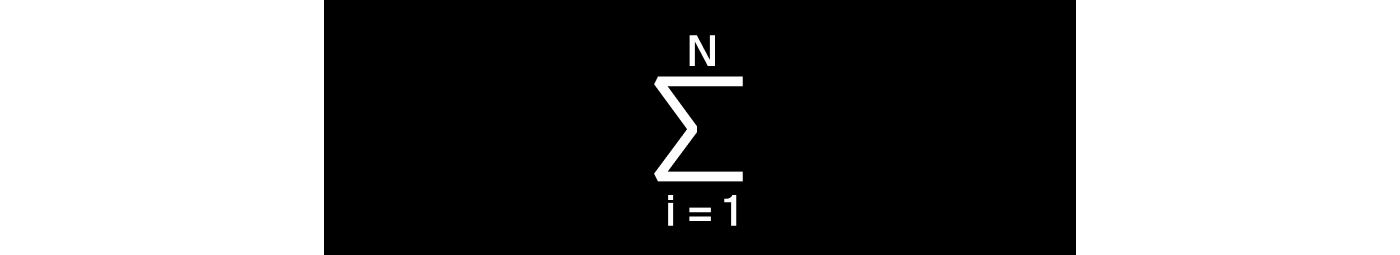 N
∑
i = 1